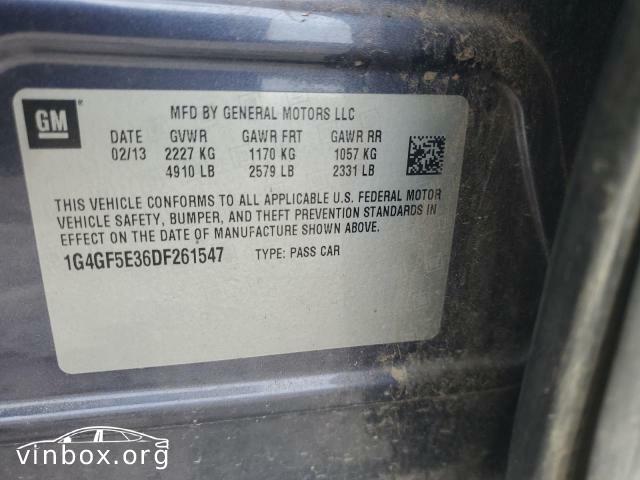 GM
MFD BY GENERAL MOTORS LLC
DATE GVWR GAWR FRT GAWR RR
02/13 2227 KG 1170 KG 1057 KG
4910 LB 2579 LB 2331 LB
THIS VEHICLE CONFORMS TO ALL APPLICABLE U.S. FEDERAL MOTOR
VEHICLE SAFETY, BUMPER, AND THEFT PREVENTION STANDARDS IN
EFFECT ON THE DATE OF MANUFACTURE SHOWN ABOVE.
1G4GF5E36DF261547 TYPE: PASS CAR
vinbox.org